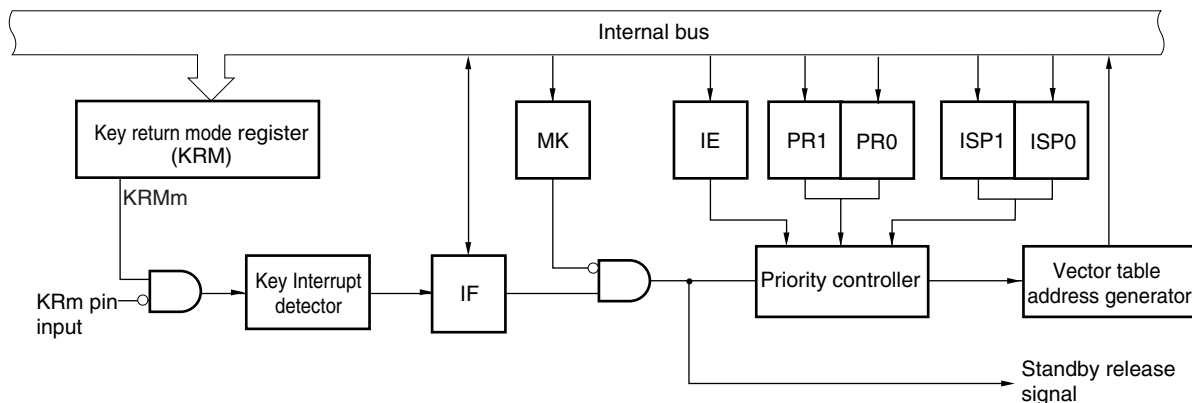 Internal bus
Key return mode register
(KRM)
MK
IE
PR1
PR0
ISP1
ISP0
KRMm
Key Interrupt
detector
IF
Priority controller
Vector table
address generator
KRm pin
input
Standby release
signal